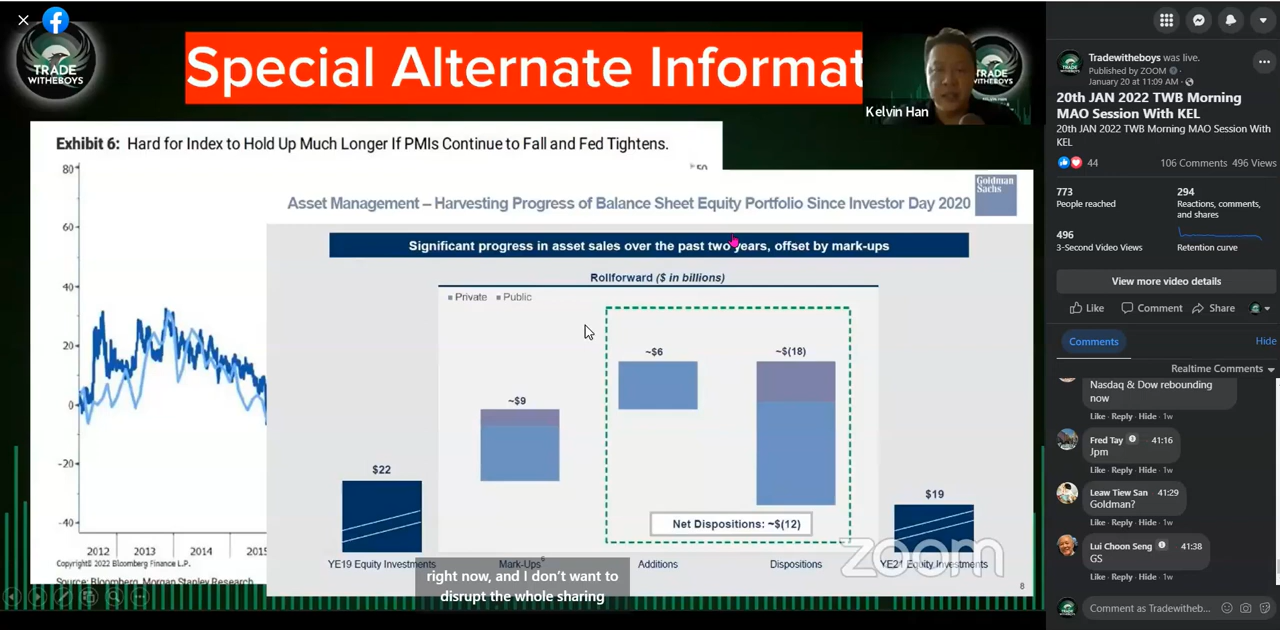 TRADE
WITHEBOYS
Special Alternate Informat
TRADE
WITHEBOYS
Kelvin Han
Exhibit 6: Hard for Index to Hold Up Much Longer If PMIs Continue to Fall and Fed Tightens.
80
60
40
20
0
-20
-40
50
2012
2013
2014
2015
Copyright© 2022 Bloomberg Finance L.P.
Source: Bloomberg, Morgan Stanley Research
Goldman
Sachs
Asset Management – Harvesting Progress of Balance Sheet Equity Portfolio Since Investor Day 2020
Significant progress in asset sales over the past two years, offset by mark-ups
Rollforward ($ in billions)
Private Public
~$6
~$(18)
~$9
$22
$19
Net Dispositions: ~$(12)
YE19 Equity Investments
Mark-Ups
Additions
Dispositions
YE21 Equity Investments
8
zoom
right now, and I don't want to
disrupt the whole sharing
Tradewitheboys was live.
Published by ZOOM
January 20 at 11:09 AM
20th JAN 2022 TWB Morning
MAO Session With KEL
20th JAN 2022 TWB Morning MAO Session With
KEL
44
106 Comments 496 Views
773
People reached
294
Reactions, comments,
and shares
496
3-Second Video Views
Retention curve
View more video details
Like
Comment
Share
Comments
Hide
Realtime Comments
Nasdaq & Dow rebounding
now
Like · Reply · Hide · 1w
Fred Tay 41:16
Jpm
Like · Reply · Hide · 1w
Leaw Tiew San 41:29
Goldman?
Like · Reply · Hide · 1w
Lui Choon Seng 41:38
GS
Like · Reply · Hide · 1w
Comment as Tradewitheb...